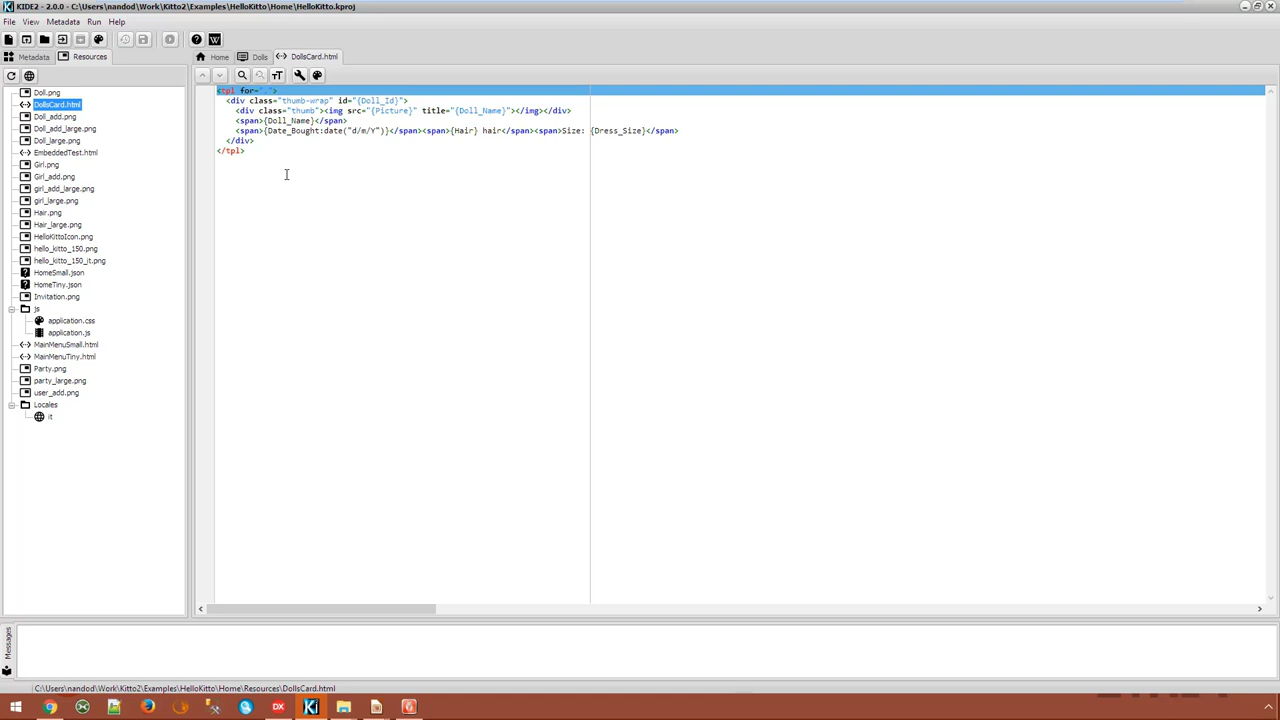 KIDE2 - 2.0.0 - C:\Users\nandod\Work\Kitto2\Examples\HelloKitto\Home\HelloKitto.kproj
File View Metadata Run Help
Metadata Resources
Home Dolls DollsCard.html
Doll.png
DollsCard.html
Doll_add.png
Doll_add_large.png
Doll_large.png
EmbeddedTest.html
Girl.png
Girl_add.png
girl_add_large.png
girl_large.png
Hair.png
Hair_large.png
HelloKittoIcon.png
hello_kitto_150.png
hello_kitto_150_it.png
HomeSmall.json
HomeTiny.json
Invitation.png
js
application.css
application.js
MainMenuSmall.html
MainMenuTiny.html
Party.png
party_large.png
user_add.png
Locales
it
<tpl for=".">
<div class="thumb-wrap" id="{Doll_Id}">
<div class="thumb"><img src="{Picture}" title="{Doll_Name}"></img></div>
<span>{Doll_Name}</span>
<span>{Date_Bought:date("d/m/Y")}</span><span>{Hair} hair</span><span>Size: {Dress_Size}</span>
</div>
</tpl>
Messages
C:\Users\nandod\Work\Kitto2\Examples\HelloKitto\Home\Resources\DollsCard.html